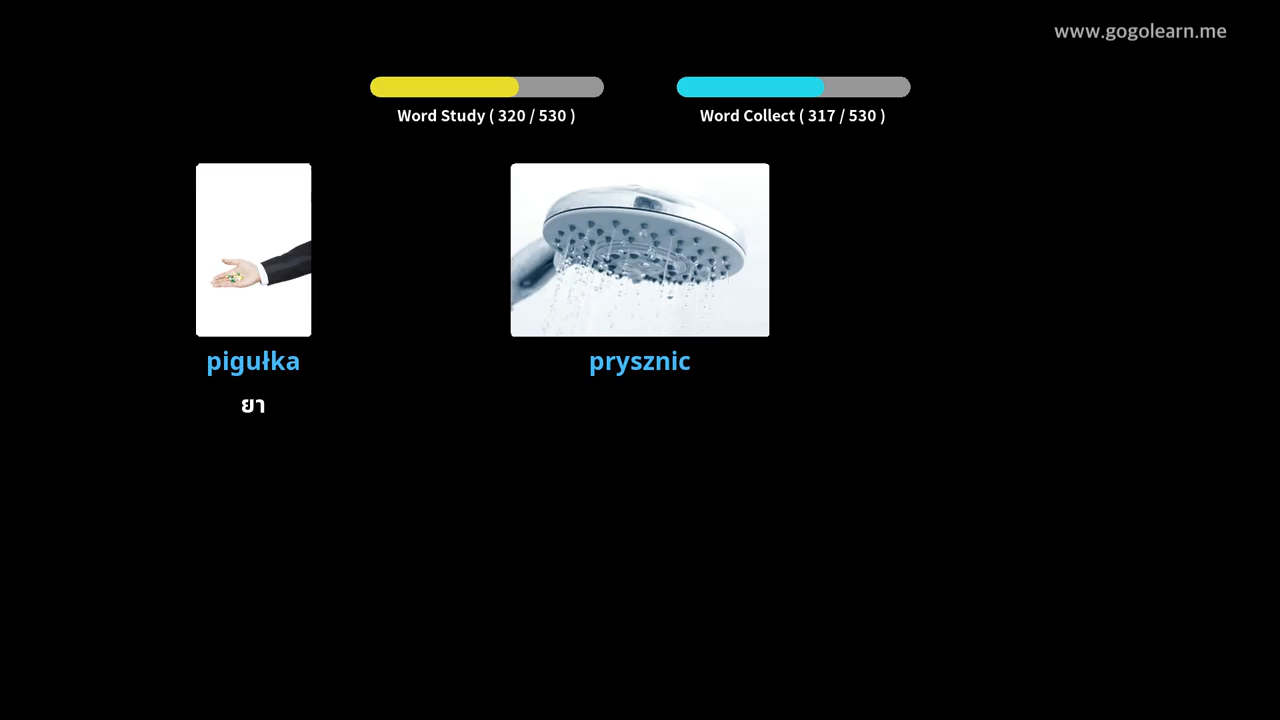 www.gogolearn.me
Word Study ( 320 / 530 )
Word Collect ( 317 / 530 )
pigułka
prysznic
ยา